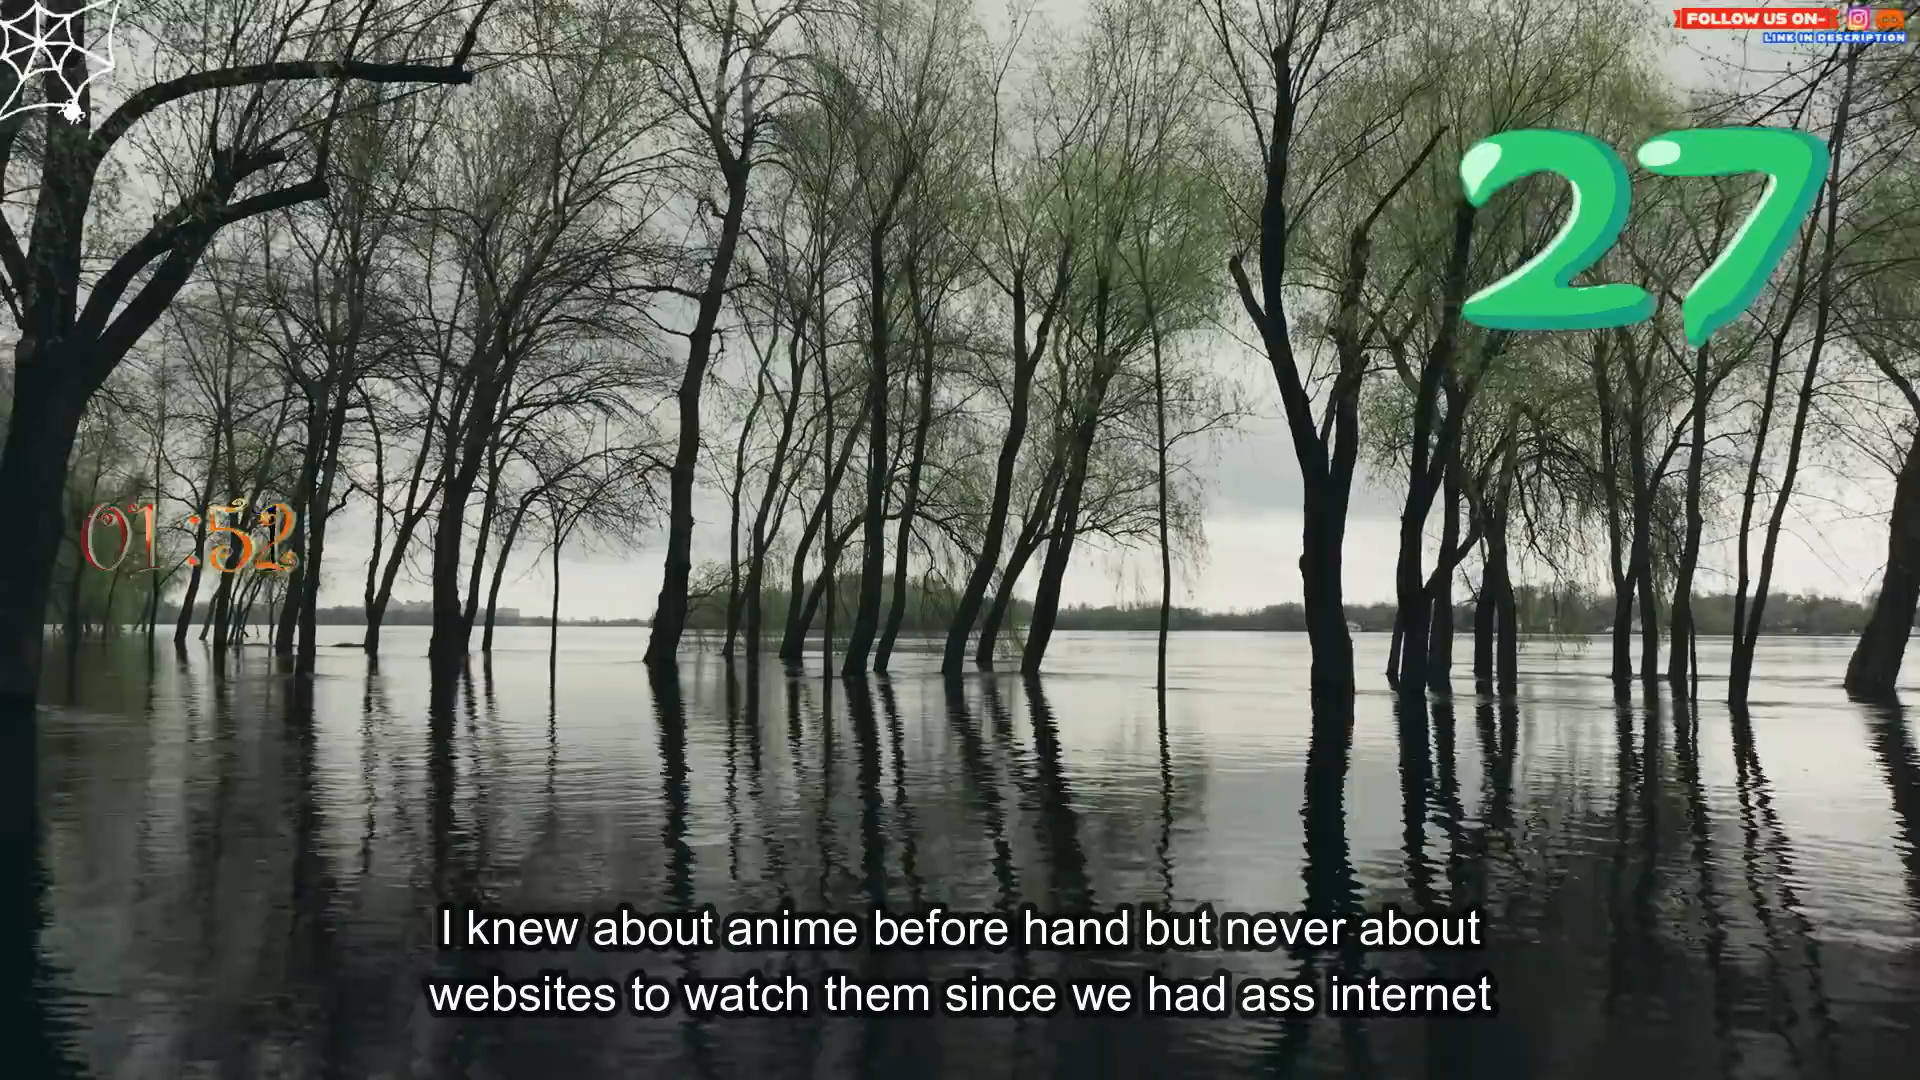 FOLLOW US ON-
LINK IN DESCRIPTION
27
01:52
I knew about anime before hand but never about
websites to watch them since we had ass internet